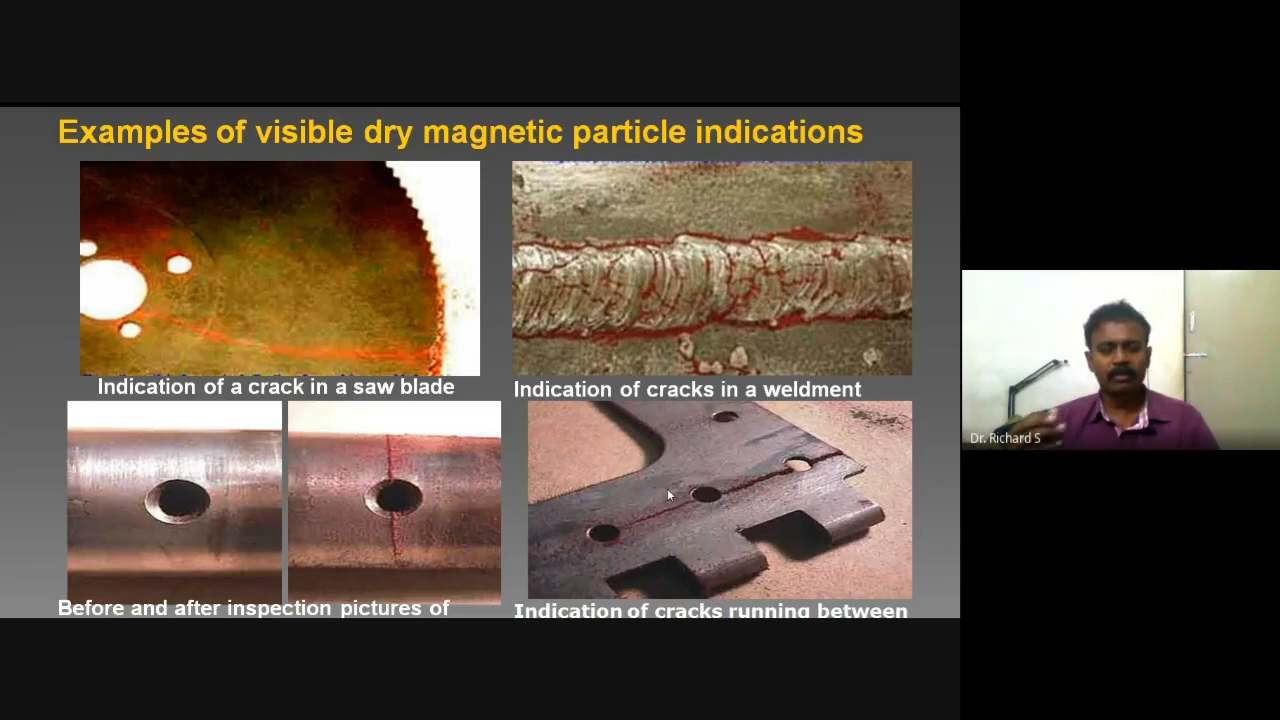 Examples of visible dry magnetic particle indications
Indication of a crack in a saw blade
Indication of cracks in a weldment
Before and after inspection pictures of
Indication of cracks running between
Dr. Richard S